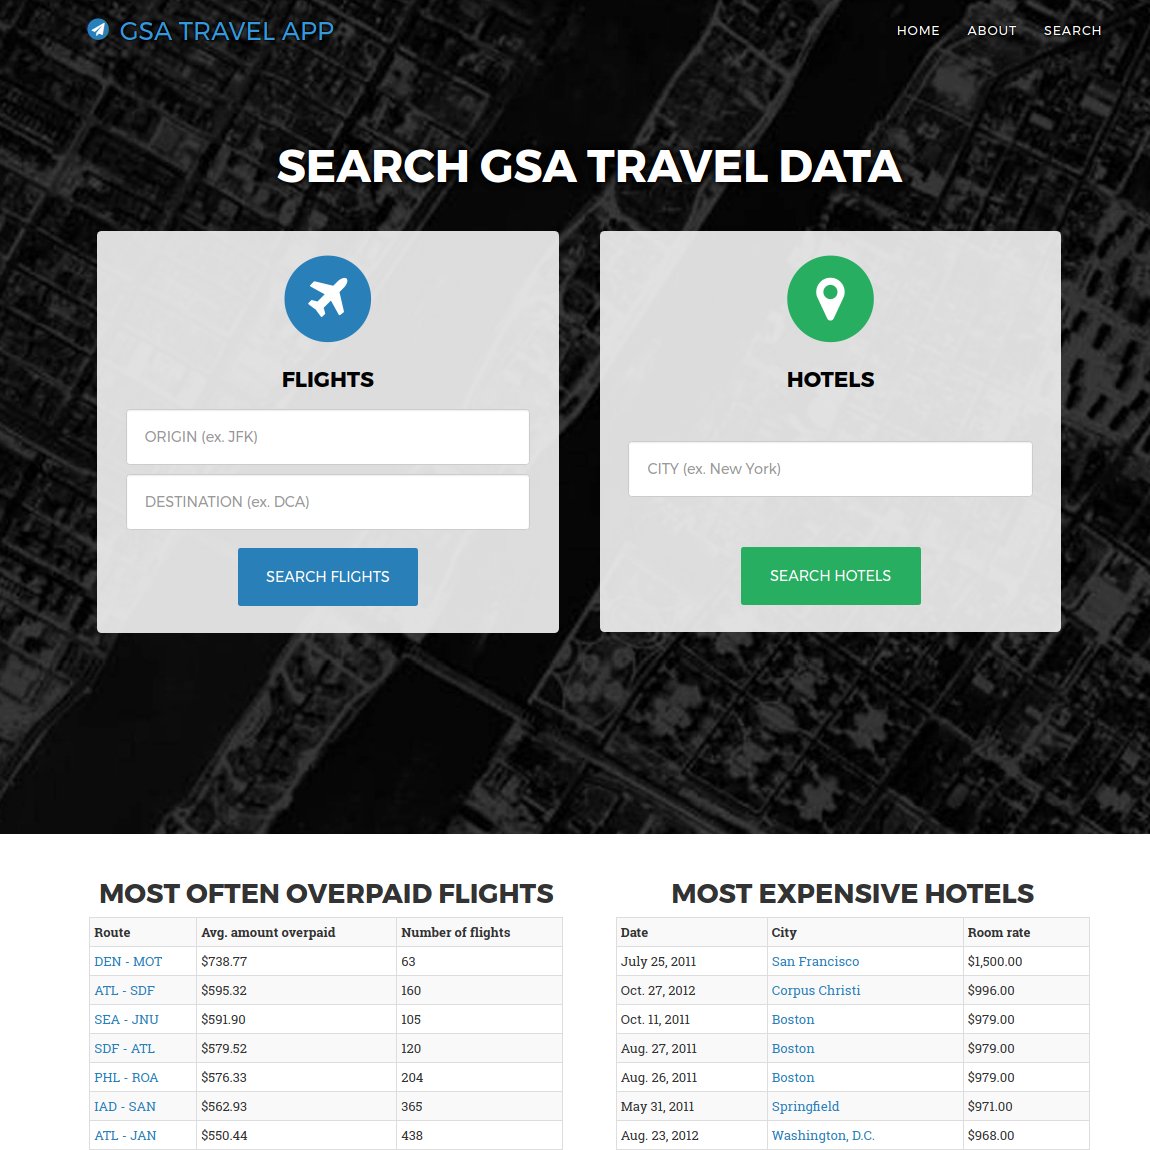 GSA TRAVEL APP
HOME ABOUT SEARCH
SEARCH GSA TRAVEL DATA
FLIGHTS
ORIGIN (ex. JFK)
DESTINATION (ex. DCA)
SEARCH FLIGHTS
HOTELS
CITY (ex. New York)
SEARCH HOTELS
MOST OFTEN OVERPAID FLIGHTS
Route Avg. amount overpaid Number of flights
DEN - MOT $738.77 63
ATL - SDF $595.32 160
SEA - JNU $591.90 105
SDF - ATL $579.52 120
PHL - ROA $576.33 204
IAD - SAN $562.93 365
ATL - JAN $550.44 438
MOST EXPENSIVE HOTELS
Date City Room rate
July 25, 2011 San Francisco $1,500.00
Oct. 27, 2012 Corpus Christi $996.00
Oct. 11, 2011 Boston $979.00
Aug. 27, 2011 Boston $979.00
Aug. 26, 2011 Boston $979.00
May 31, 2011 Springfield $971.00
Aug. 23, 2012 Washington, D.C. $968.00